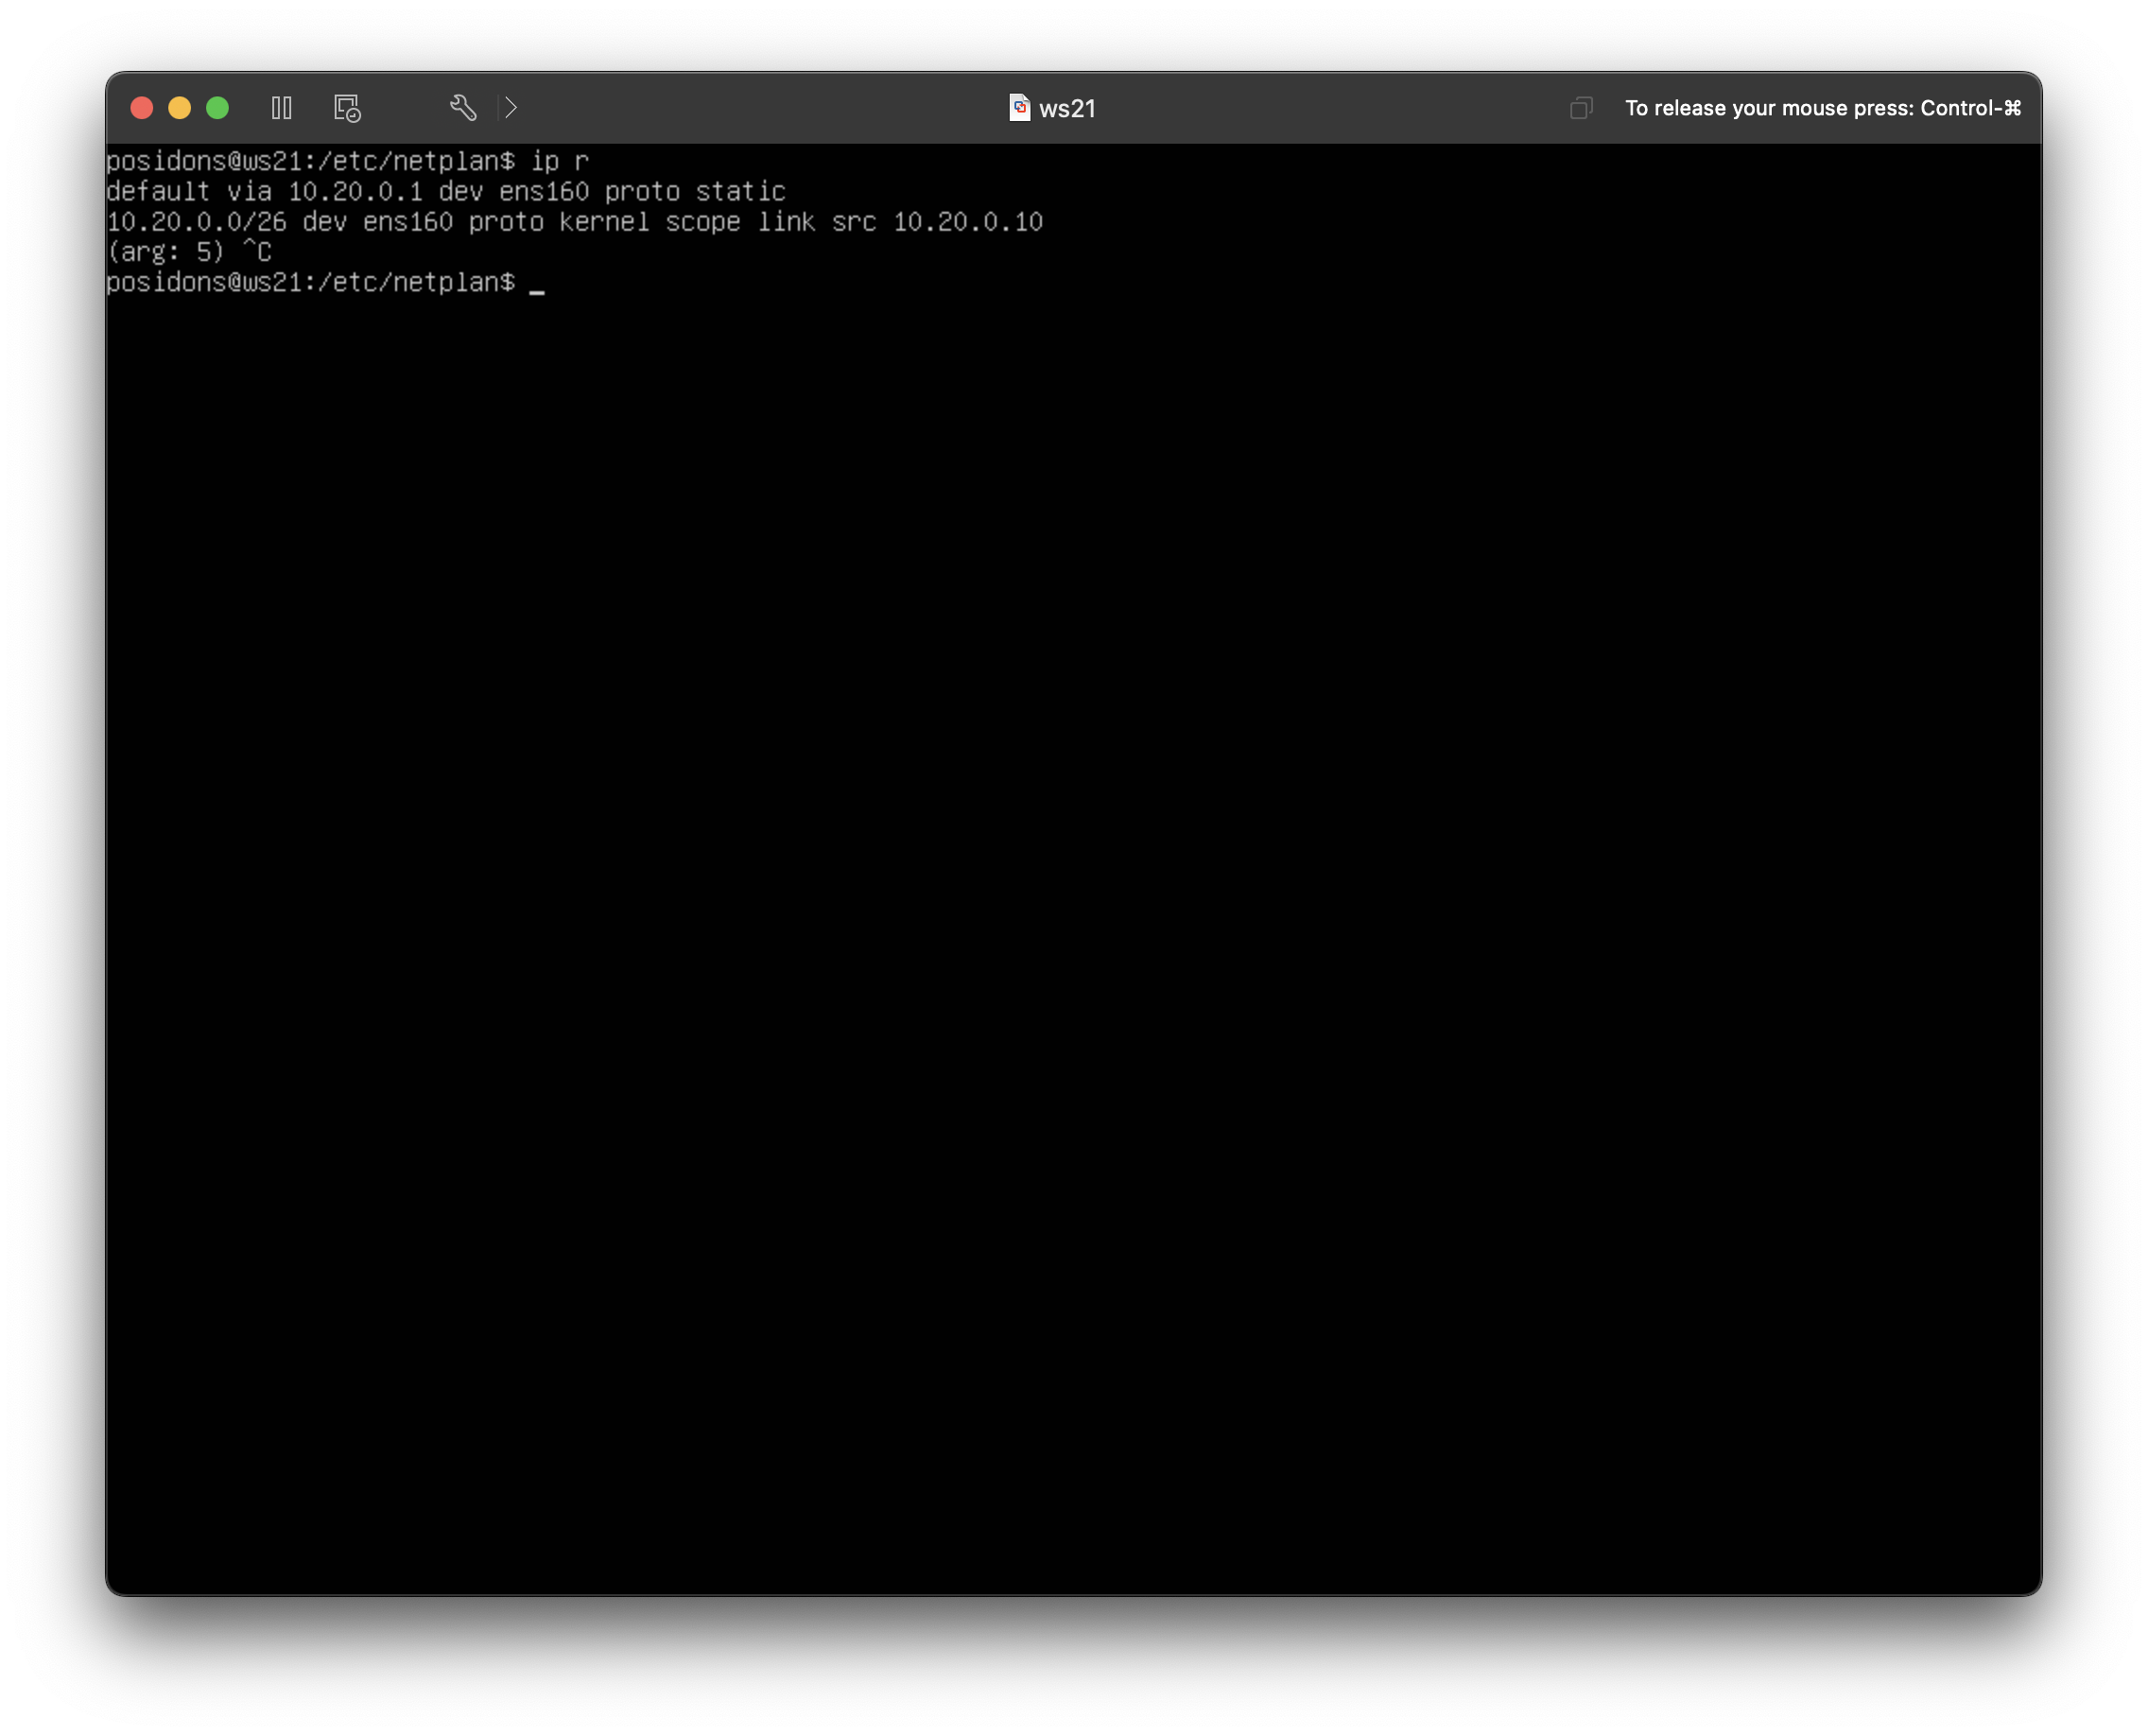 ws21
To release your mouse press: Control-⌘
posidons@ws21:/etc/netplan$ ip r
default via 10.20.0.1 dev ens160 proto static
10.20.0.0/26 dev ens160 proto kernel scope link src 10.20.0.10
(arg: 5) ^C
posidons@ws21:/etc/netplan$ _